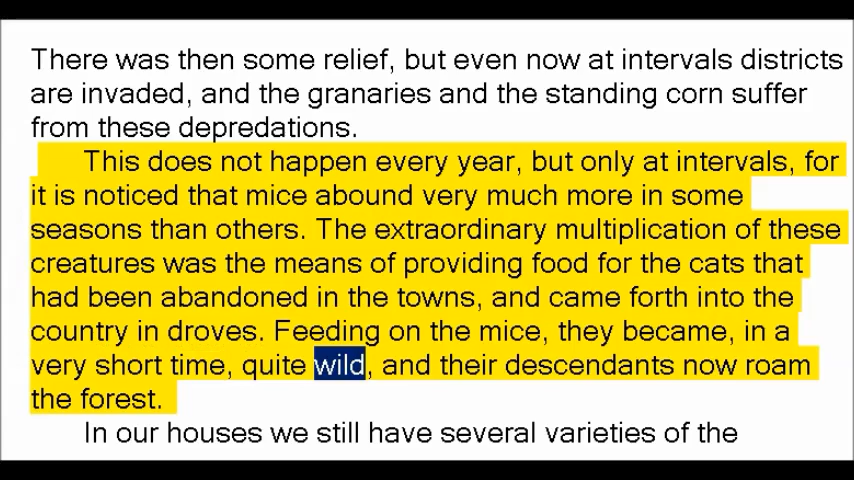 There was then some relief, but even now at intervals districts
are invaded, and the granaries and the standing corn suffer
from these depredations.
This does not happen every year, but only at intervals, for
it is noticed that mice abound very much more in some
seasons than others. The extraordinary multiplication of these
creatures was the means of providing food for the cats that
had been abandoned in the towns, and came forth into the
country in droves. Feeding on the mice, they became, in a
very short time, quite wild, and their descendants now roam
the forest.
In our houses we still have several varieties of the